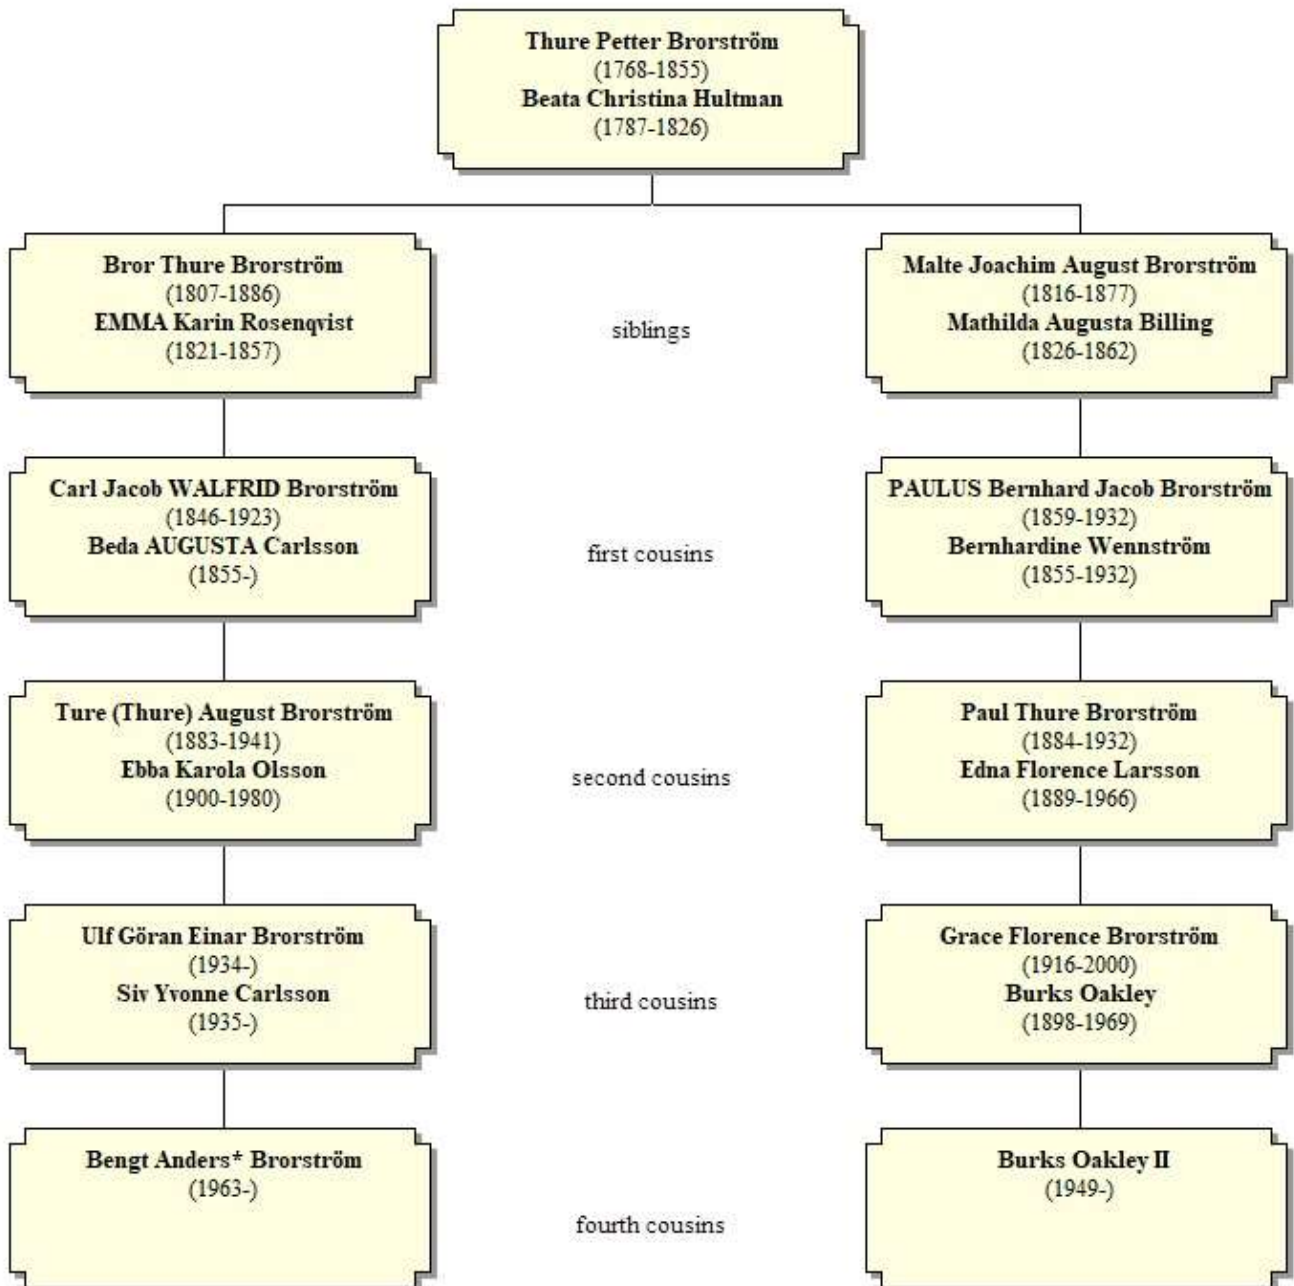 Thure Petter Brorström
(1768-1855)
Beata Christina Hultman
(1787-1826)
Bror Thure Brorström
(1807-1886)
EMMA Karin Rosenqvist
(1821-1857)
siblings
Malte Joachim August Brorström
(1816-1877)
Mathilda Augusta Billing
(1826-1862)
Carl Jacob WALFRID Brorström
(1846-1923)
Beda AUGUSTA Carlsson
(1855-)
first cousins
PAULUS Bernhard Jacob Brorström
(1859-1932)
Bernhardine Wennström
(1855-1932)
Ture (Thure) August Brorström
(1883-1941)
Ebba Karola Olsson
(1900-1980)
second cousins
Paul Thure Brorström
(1884-1932)
Edna Florence Larsson
(1889-1966)
Ulf Göran Einar Brorström
(1934-)
Siv Yvonne Carlsson
(1935-)
third cousins
Grace Florence Brorström
(1916-2000)
Burks Oakley
(1898-1969)
Bengt Anders* Brorström
(1963-)
fourth cousins
Burks Oakley II
(1949-)